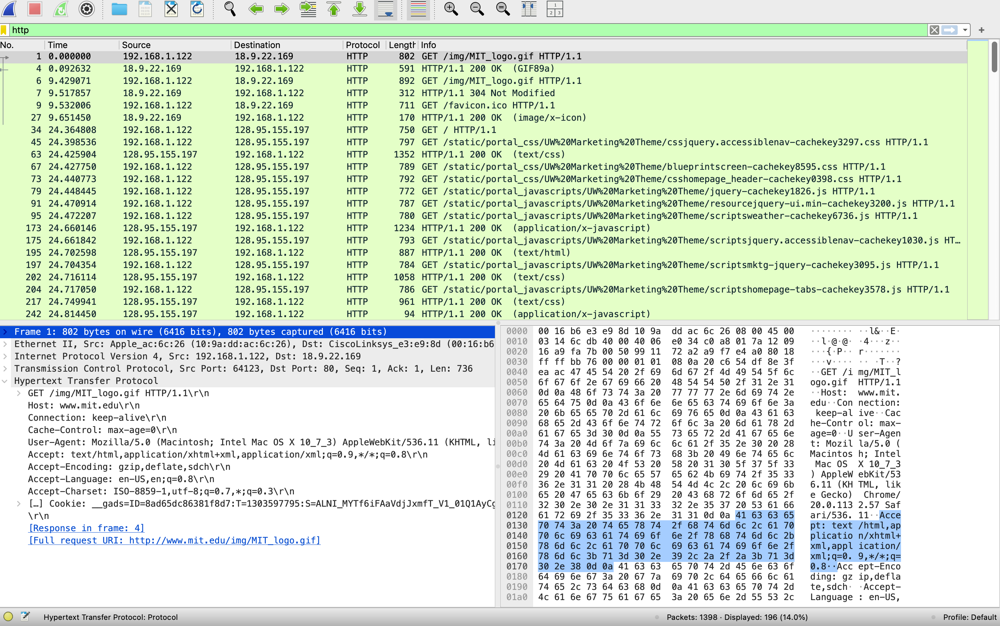 http
No. Time Source Destination Protocol Length Info
1 0.000000 192.168.1.122 18.9.22.169 HTTP 802 GET /img/MIT_logo.gif HTTP/1.1
4 0.092632 18.9.22.169 192.168.1.122 HTTP 591 HTTP/1.1 200 OK (GIF89a)
6 9.429071 192.168.1.122 18.9.22.169 HTTP 892 GET /img/MIT_logo.gif HTTP/1.1
7 9.517857 18.9.22.169 192.168.1.122 HTTP 312 HTTP/1.1 304 Not Modified
9 9.532006 192.168.1.122 18.9.22.169 HTTP 711 GET /favicon.ico HTTP/1.1
27 9.651450 18.9.22.169 192.168.1.122 HTTP 170 HTTP/1.1 200 OK (image/x-icon)
34 24.364808 192.168.1.122 128.95.155.197 HTTP 750 GET / HTTP/1.1
45 24.398536 192.168.1.122 128.95.155.197 HTTP 797 GET /static/portal_css/UW%20Marketing%20Theme/cssjquery.accessiblenav-cachekey3297.css HTTP/1.1
63 24.425904 128.95.155.197 192.168.1.122 HTTP 1352 HTTP/1.1 200 OK (text/css)
67 24.427750 192.168.1.122 128.95.155.197 HTTP 789 GET /static/portal_css/UW%20Marketing%20Theme/blueprintscreen-cachekey8595.css HTTP/1.1
73 24.440773 192.168.1.122 128.95.155.197 HTTP 792 GET /static/portal_css/UW%20Marketing%20Theme/csshomepage_header-cachekey0398.css HTTP/1.1
79 24.448445 192.168.1.122 128.95.155.197 HTTP 772 GET /static/portal_javascripts/UW%20Marketing%20Theme/jquery-cachekey1826.js HTTP/1.1
91 24.470914 192.168.1.122 128.95.155.197 HTTP 787 GET /static/portal_javascripts/UW%20Marketing%20Theme/resourcejquery-ui.min-cachekey3200.js HTTP/1.1
95 24.472207 192.168.1.122 128.95.155.197 HTTP 780 GET /static/portal_javascripts/UW%20Marketing%20Theme/scriptsweather-cachekey6736.js HTTP/1.1
173 24.660146 128.95.155.197 192.168.1.122 HTTP 1234 HTTP/1.1 200 OK (application/x-javascript)
175 24.661842 192.168.1.122 128.95.155.197 HTTP 793 GET /static/portal_javascripts/UW%20Marketing%20Theme/scriptsjquery.accessiblenav-cachekey1030.js HT…
195 24.702598 128.95.155.197 192.168.1.122 HTTP 887 HTTP/1.1 200 OK (text/html)
197 24.704354 192.168.1.122 128.95.155.197 HTTP 784 GET /static/portal_javascripts/UW%20Marketing%20Theme/scriptsmktg-jquery-cachekey3095.js HTTP/1.1
202 24.716114 128.95.155.197 192.168.1.122 HTTP 1058 HTTP/1.1 200 OK (text/css)
204 24.717050 192.168.1.122 128.95.155.197 HTTP 786 GET /static/portal_javascripts/UW%20Marketing%20Theme/scriptshomepage-tabs-cachekey3578.js HTTP/1.1
217 24.749941 128.95.155.197 192.168.1.122 HTTP 961 HTTP/1.1 200 OK (text/css)
242 24.814450 128.95.155.197 192.168.1.122 HTTP 94 HTTP/1.1 200 OK (application/x-javascript)
Frame 1: 802 bytes on wire (6416 bits), 802 bytes captured (6416 bits)
Ethernet II, Src: Apple_ac:6c:26 (10:9a:dd:ac:6c:26), Dst: CiscoLinksys_e3:e9:8d (00:16:b6
Internet Protocol Version 4, Src: 192.168.1.122, Dst: 18.9.22.169
Transmission Control Protocol, Src Port: 64123, Dst Port: 80, Seq: 1, Ack: 1, Len: 736
Hypertext Transfer Protocol
GET /img/MIT_logo.gif HTTP/1.1\r\n
Host: www.mit.edu\r\n
Connection: keep-alive\r\n
Cache-Control: max-age=0\r\n
User-Agent: Mozilla/5.0 (Macintosh; Intel Mac OS X 10_7_3) AppleWebKit/536.11 (KHTML, li
Accept: text/html,application/xhtml+xml,application/xml;q=0.9,*/*;q=0.8\r\n
Accept-Encoding: gzip,deflate,sdch\r\n
Accept-Language: en-US,en;q=0.8\r\n
Accept-Charset: ISO-8859-1,utf-8;q=0.7,*;q=0.3\r\n
[…] Cookie: __gads=ID=8ad65dc86381f8d7:T=1303597795:S=ALNI_MYTf6iFAaVdjJxmfT_V1_01Q1AyCg
\r\n
[Response in frame: 4]
[Full request URI: http://www.mit.edu/img/MIT_logo.gif]
0000 00 16 b6 e3 e9 8d 10 9a dd ac 6c 26 08 00 45 00 ········ ··l&··E·
0010 03 14 6c db 40 00 40 06 e0 34 c0 a8 01 7a 12 09 ··l·@·@· ·4···z··
0020 16 a9 fa 7b 00 50 99 11 72 a2 a9 f7 e4 a0 80 18 ···{·P·· r·······
0030 ff ff bb 76 00 00 01 01 08 0a 20 c6 54 df 8e 3f ···v···· ·· ·T··?
0040 ea ac 47 45 54 20 2f 69 6d 67 2f 4d 49 54 5f 6c ··GET /i mg/MIT_l
0050 6f 67 6f 2e 67 69 66 20 48 54 54 50 2f 31 2e 31 ogo.gif HTTP/1.1
0060 0d 0a 48 6f 73 74 3a 20 77 77 77 2e 6d 69 74 2e ··Host: www.mit.
0070 65 64 75 0d 0a 43 6f 6e 6e 65 63 74 69 6f 6e 3a edu··Con nection:
0080 20 6b 65 65 70 2d 61 6c 69 76 65 0d 0a 43 61 63 keep-al ive··Cac
0090 68 65 2d 43 6f 6e 74 72 6f 6c 3a 20 6d 61 78 2d he-Contr ol: max-
00a0 61 67 65 3d 30 0d 0a 55 73 65 72 2d 41 67 65 6e age=0··U ser-Agen
00b0 74 3a 20 4d 6f 7a 69 6c 6c 61 2f 35 2e 30 20 28 t: Mozil la/5.0 (
00c0 4d 61 63 69 6e 74 6f 73 68 3b 20 49 6e 74 65 6c Macintos h; Intel
00d0 20 4d 61 63 20 4f 53 20 58 20 31 30 5f 37 5f 33 Mac OS X 10_7_3
00e0 29 20 41 70 70 6c 65 57 65 62 4b 69 74 2f 35 33 ) AppleW ebKit/53
00f0 36 2e 31 31 20 28 4b 48 54 4d 4c 2c 20 6c 69 6b 6.11 (KH TML, lik
0100 65 20 47 65 63 6b 6f 29 20 43 68 72 6f 6d 65 2f e Gecko) Chrome/
0110 32 30 2e 30 2e 31 31 33 32 2e 35 37 20 53 61 66 20.0.113 2.57 Saf
0120 61 72 69 2f 35 33 36 2e 31 31 0d 0a 41 63 63 65 ari/536. 11··Acce
0130 70 74 3a 20 74 65 78 74 2f 68 74 6d 6c 2c 61 70 pt: text /html,ap
0140 70 6c 69 63 61 74 69 6f 6e 2f 78 68 74 6d 6c 2b plicatio n/xhtml+
0150 78 6d 6c 2c 61 70 70 6c 69 63 61 74 69 6f 6e 2f xml,appl ication/
0160 78 6d 6c 3b 71 3d 30 2e 39 2c 2a 2f 2a 3b 71 3d xml;q=0. 9,*/*;q=
0170 30 2e 38 0d 0a 41 63 63 65 70 74 2d 45 6e 63 6f 0.8··Acc ept-Enco
0180 64 69 6e 67 3a 20 67 7a 69 70 2c 64 65 66 6c 61 ding: gz ip,defla
0190 74 65 2c 73 64 63 68 0d 0a 41 63 63 65 70 74 2d te,sdch· ·Accept-
01a0 4c 61 6e 67 75 61 67 65 3a 20 65 6e 2d 55 53 2c Language : en-US,
Hypertext Transfer Protocol: Protocol Packets: 1398 · Displayed: 196 (14.0%) Profile: Default